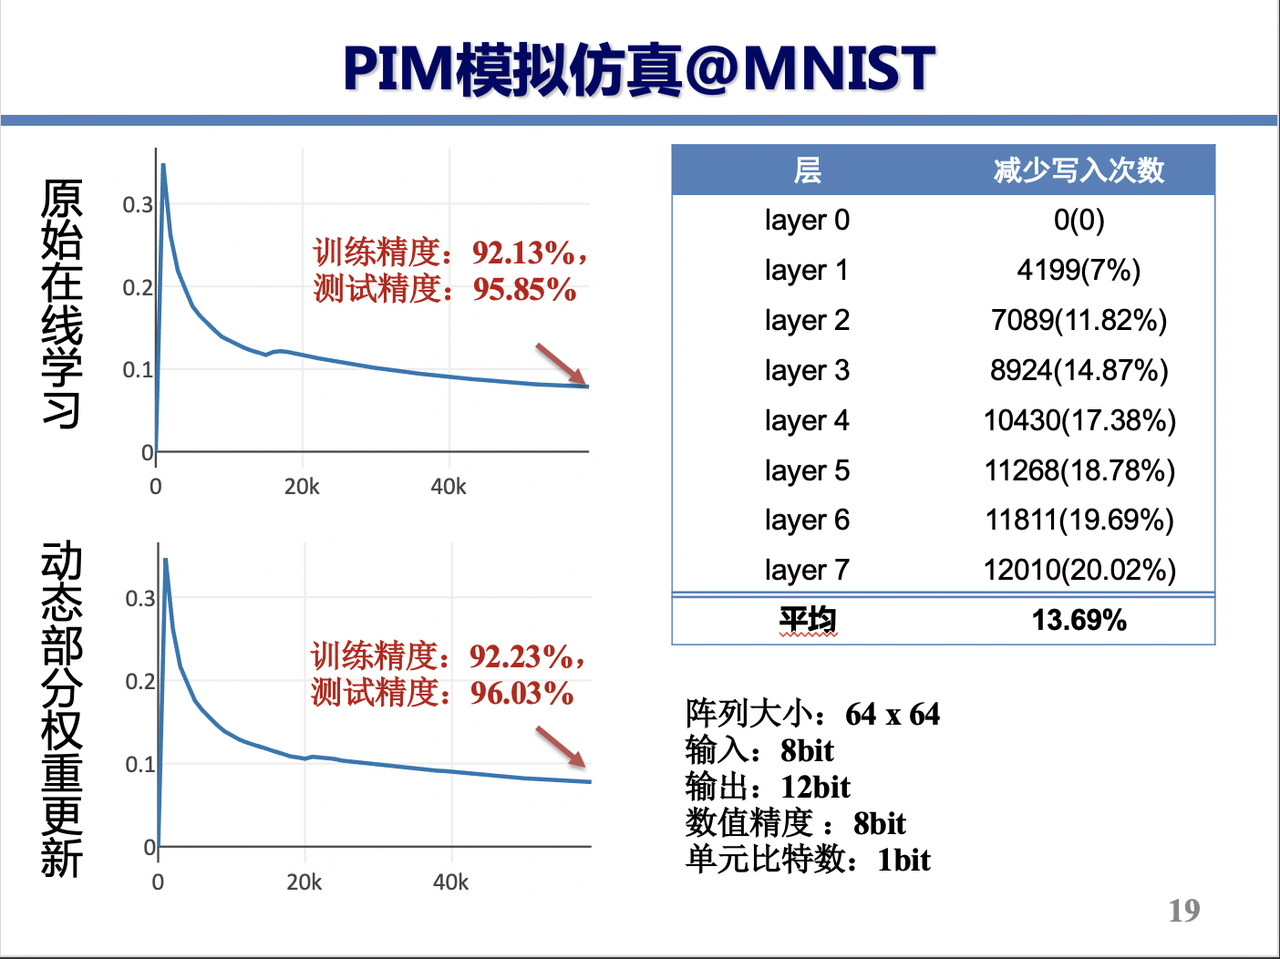 PIM模拟仿真@MNIST
原始在线学习
0.3
0.2
0.1
0
0
20k
40k
训练精度：92.13%，
测试精度：95.85%
动态部分权重更新
0.3
0.2
0.1
0
0
20k
40k
训练精度：92.23%，
测试精度：96.03%
层 减少写入次数
layer 0 0(0)
layer 1 4199(7%)
layer 2 7089(11.82%)
layer 3 8924(14.87%)
layer 4 10430(17.38%)
layer 5 11268(18.78%)
layer 6 11811(19.69%)
layer 7 12010(20.02%)
平均 13.69%
阵列大小：64 x 64
输入：8bit
输出：12bit
数值精度 ：8bit
单元比特数：1bit
19